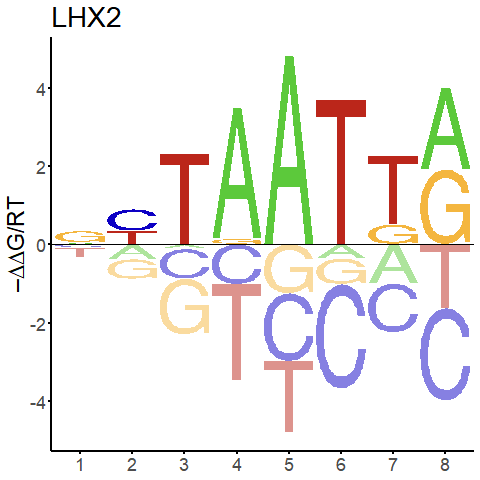 LHX2
−ΔΔG/RT
4
2
0
-2
-4
G C T A A T T A
T G G G
T
A C C G A A T
G G T C C C C
T
1 2 3 4 5 6 7 8